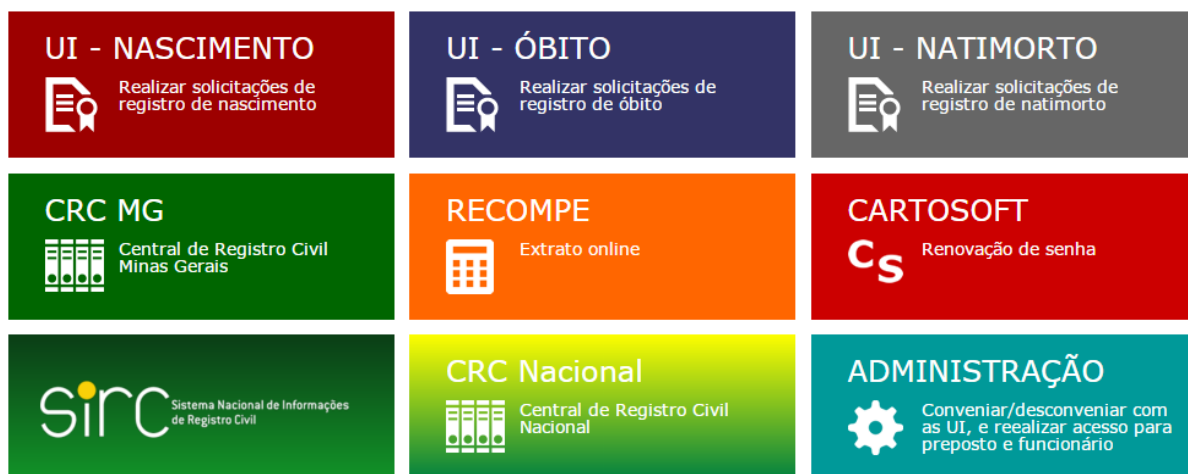 UI - NASCIMENTO
Realizar solicitações de
registro de nascimento
UI - ÓBITO
Realizar solicitações de
registro de óbito
UI - NATIMORTO
Realizar solicitações de
registro de natimorto
CRC MG
Central de Registro Civil
Minas Gerais
RECOMPE
Extrato online
CARTOSOFT
CS
Renovação de senha
sirc
Sistema Nacional de Informações
de Registro Civil
CRC Nacional
Central de Registro Civil
Nacional
ADMINISTRAÇÃO
Conveniar/desconveniar com
as UI, e reealizar acesso para
preposto e funcionário